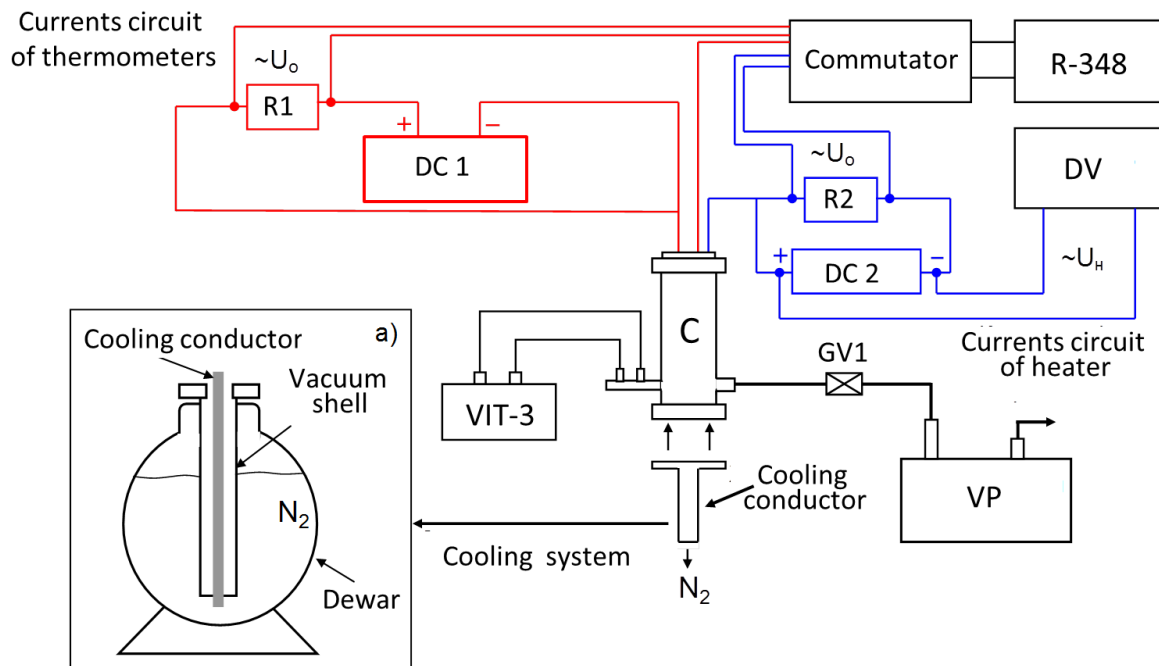 Currents circuit
of thermometers
~U₀
R1
+
−
DC 1
Commutator
R-348
~U₀
R2
DV
+
−
DC 2
~U_H
Currents circuit
of heater
C
GV1
VIT-3
VP
Cooling
conductor
N₂
Cooling system
a)
Cooling conductor
Vacuum
shell
N₂
Dewar